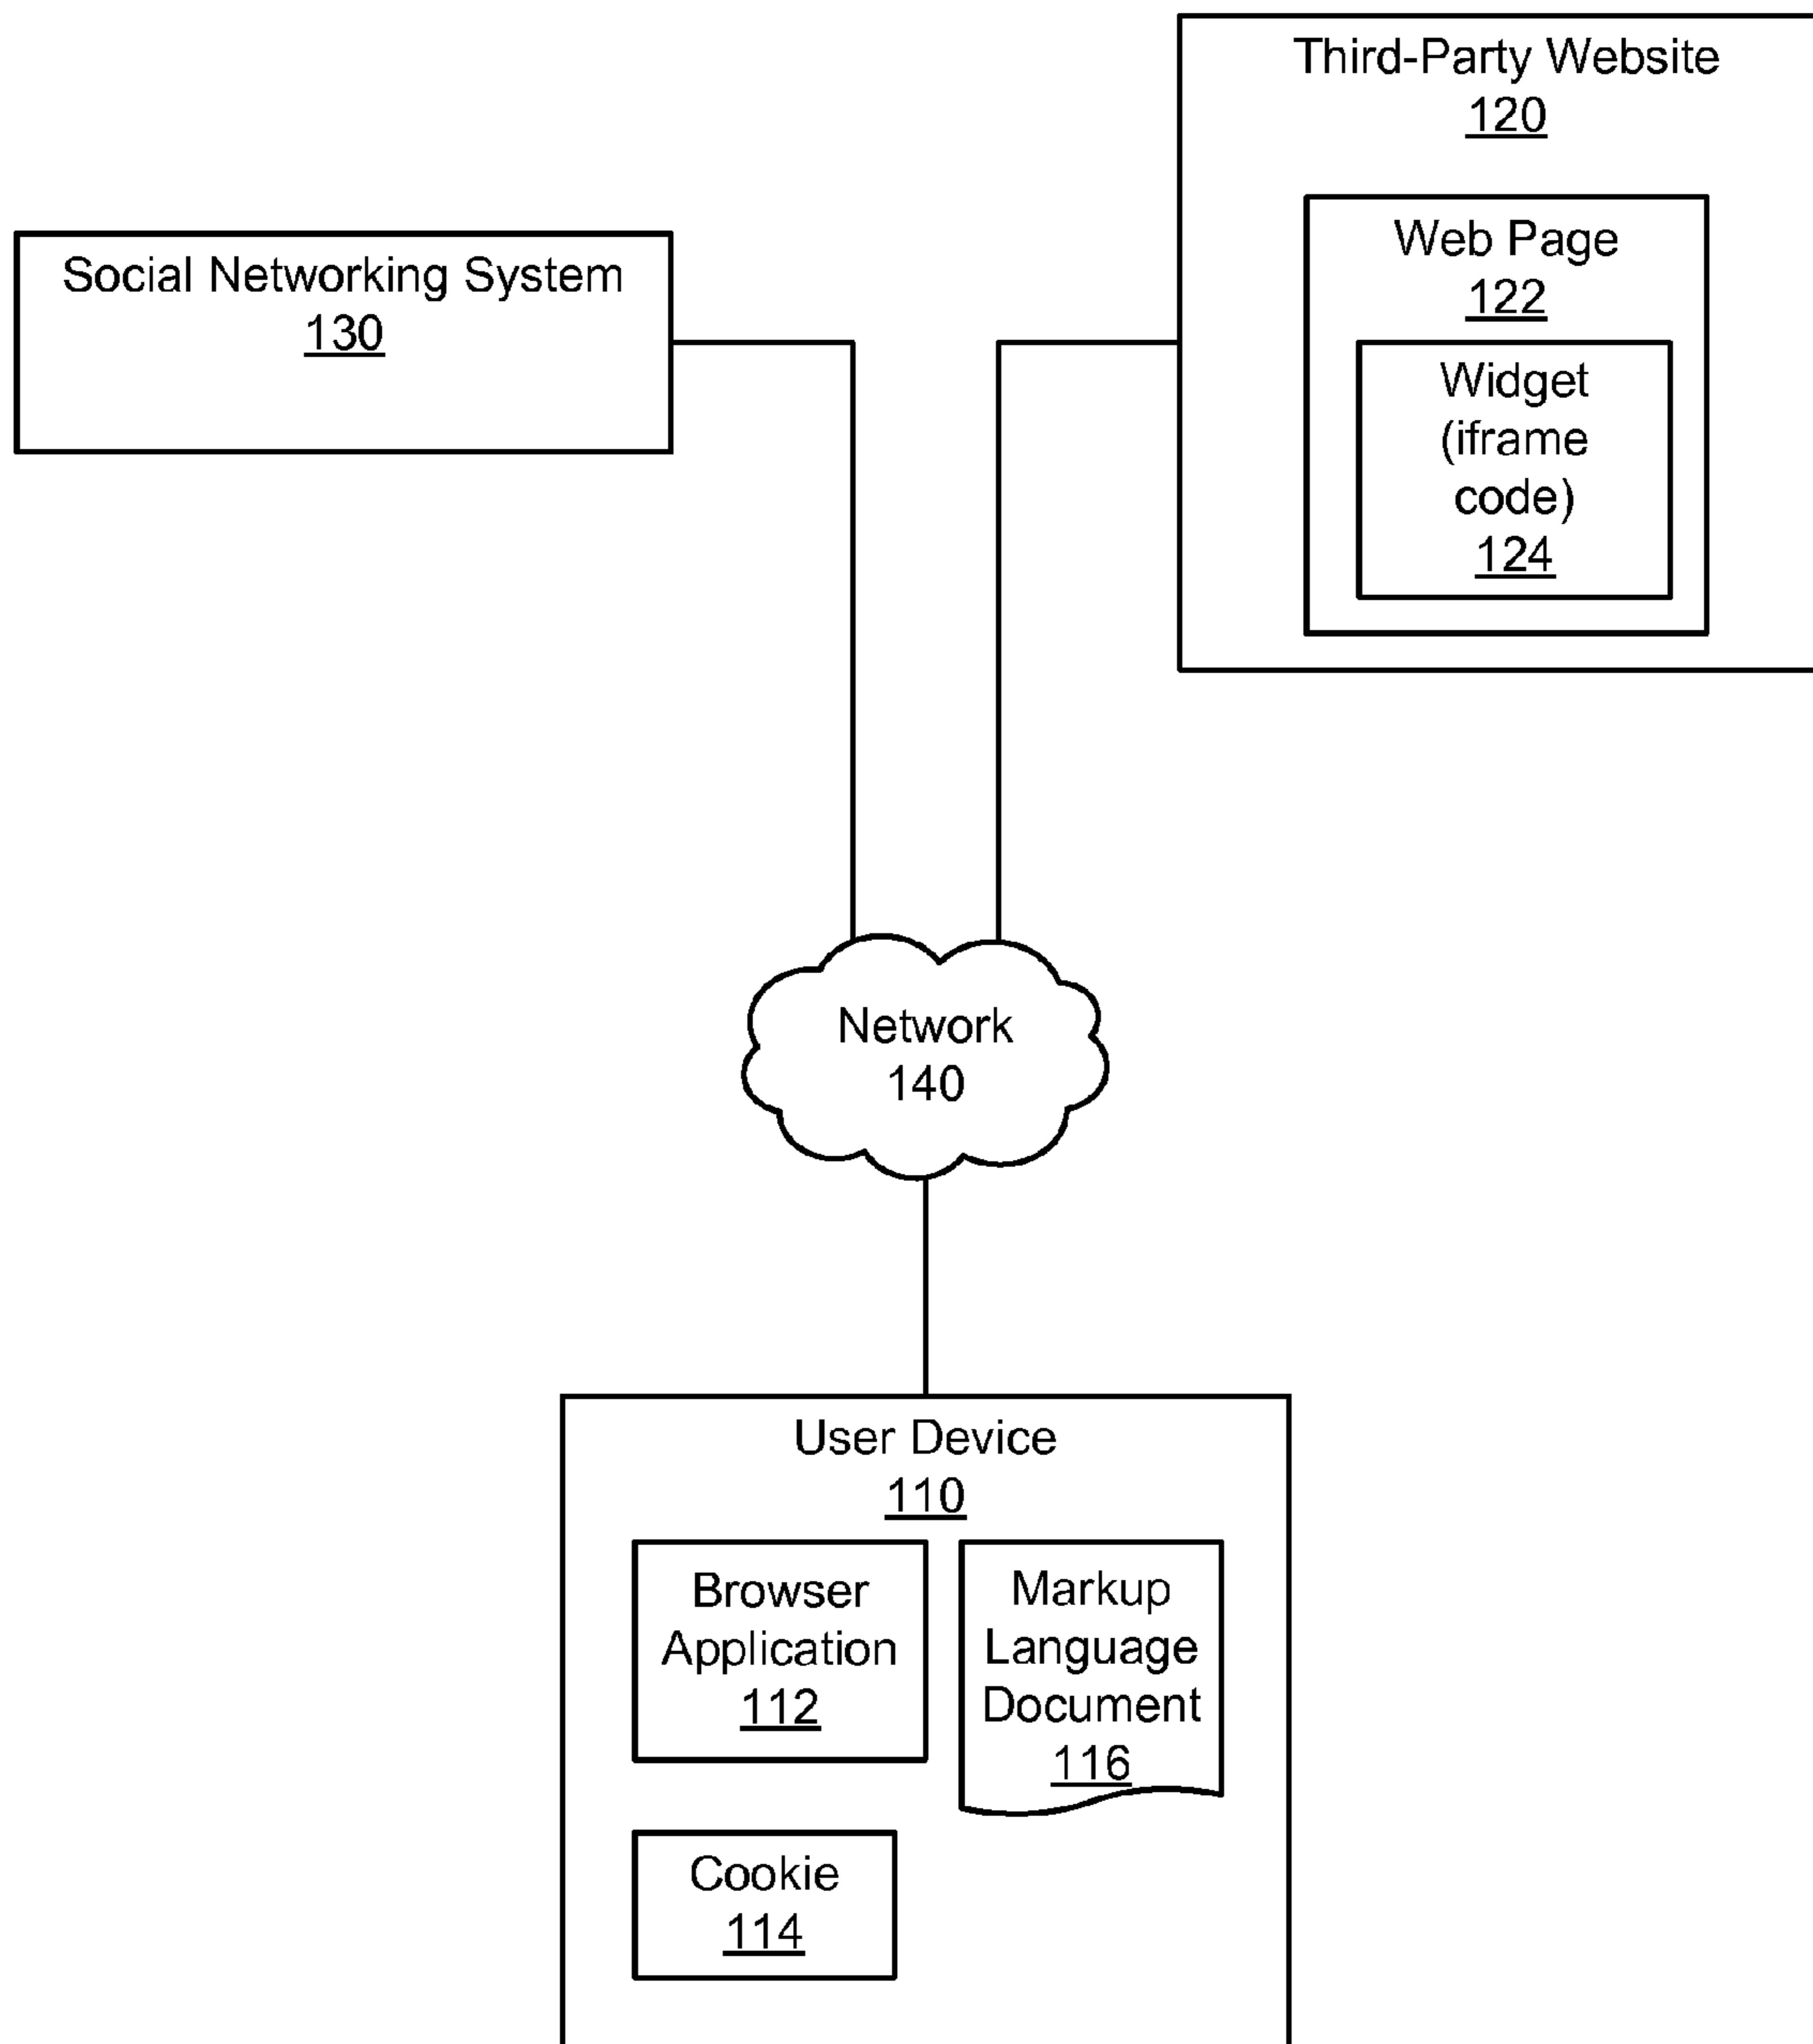 Third-Party Website
120
Web Page
122
Widget
(iframe
code)
124
Social Networking System
130
Network
140
User Device
110
Browser
Application
112
Markup
Language
Document
116
Cookie
114